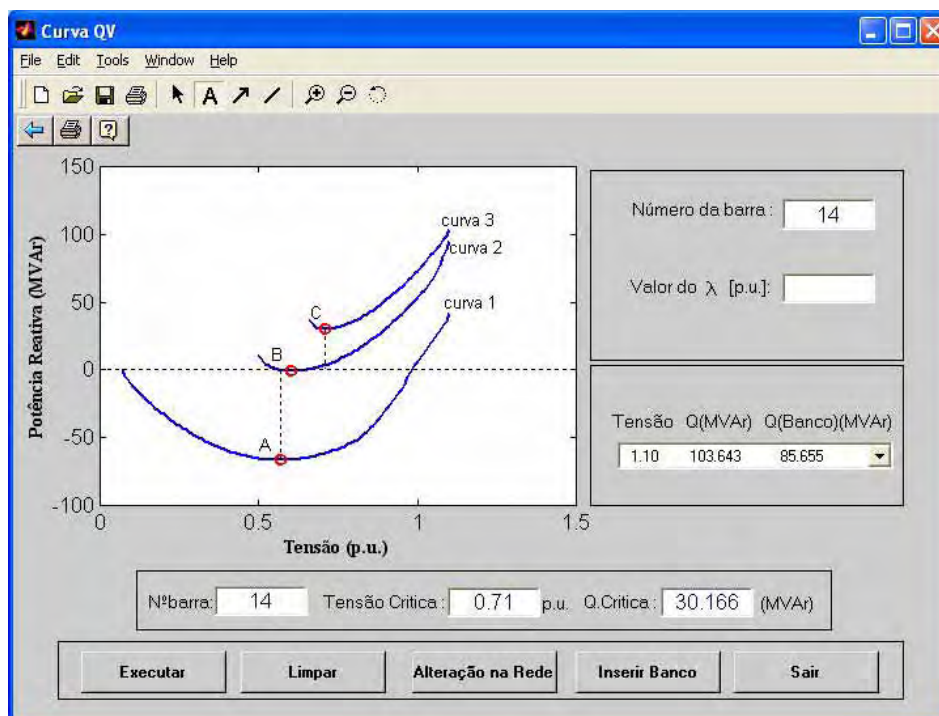 Curva QV
File Edit Tools Window Help
A
150
100
50
0
-50
-100
0
0.5
1
1.5
Potência Reativa (MVAr)
Tensão (p.u.)
curva 3
curva 2
curva 1
C
B
A
Número da barra : 14
Valor do λ [p.u.]:
Tensão Q(MVAr) Q(Banco)(MVAr)
1.10 103.643 85.655
Nºbarra: 14 Tensão Critica : 0.71 p.u. Q.Critica : 30.166 (MVAr)
Executar Limpar Alteração na Rede Inserir Banco Sair